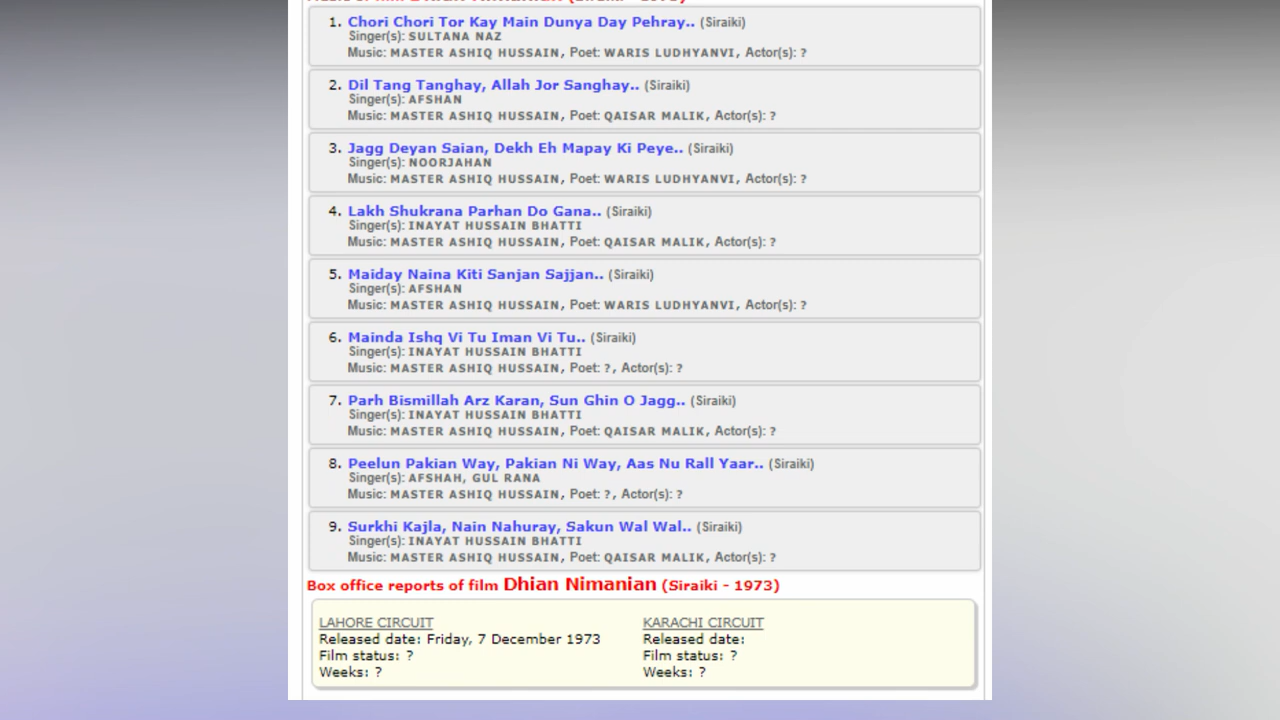 1. Chori Chori Tor Kay Main Dunya Day Pehray.. (Siraiki)
Singer(s): SULTANA NAZ
Music: MASTER ASHIQ HUSSAIN, Poet: WARIS LUDHYANVI, Actor(s): ?
2. Dil Tang Tanghay, Allah Jor Sanghay.. (Siraiki)
Singer(s): AFSHAN
Music: MASTER ASHIQ HUSSAIN, Poet: QAISAR MALIK, Actor(s): ?
3. Jagg Deyan Saian, Dekh Eh Mapay Ki Peye.. (Siraiki)
Singer(s): NOORJAHAN
Music: MASTER ASHIQ HUSSAIN, Poet: WARIS LUDHYANVI, Actor(s): ?
4. Lakh Shukrana Parhan Do Gana.. (Siraiki)
Singer(s): INAYAT HUSSAIN BHATTI
Music: MASTER ASHIQ HUSSAIN, Poet: QAISAR MALIK, Actor(s): ?
5. Maiday Naina Kiti Sanjan Sajjan.. (Siraiki)
Singer(s): AFSHAN
Music: MASTER ASHIQ HUSSAIN, Poet: WARIS LUDHYANVI, Actor(s): ?
6. Mainda Ishq Vi Tu Iman Vi Tu.. (Siraiki)
Singer(s): INAYAT HUSSAIN BHATTI
Music: MASTER ASHIQ HUSSAIN, Poet: ?, Actor(s): ?
7. Parh Bismillah Arz Karan, Sun Ghin O Jagg.. (Siraiki)
Singer(s): INAYAT HUSSAIN BHATTI
Music: MASTER ASHIQ HUSSAIN, Poet: QAISAR MALIK, Actor(s): ?
8. Peelun Pakian Way, Pakian Ni Way, Aas Nu Rall Yaar.. (Siraiki)
Singer(s): AFSHAH, GUL RANA
Music: MASTER ASHIQ HUSSAIN, Poet: ?, Actor(s): ?
9. Surkhi Kajla, Nain Nahuray, Sakun Wal Wal.. (Siraiki)
Singer(s): INAYAT HUSSAIN BHATTI
Music: MASTER ASHIQ HUSSAIN, Poet: QAISAR MALIK, Actor(s): ?
Box office reports of film Dhian Nimanian (Siraiki - 1973)
LAHORE CIRCUIT
Released date: Friday, 7 December 1973
Film status: ?
Weeks: ?
KARACHI CIRCUIT
Released date:
Film status: ?
Weeks: ?